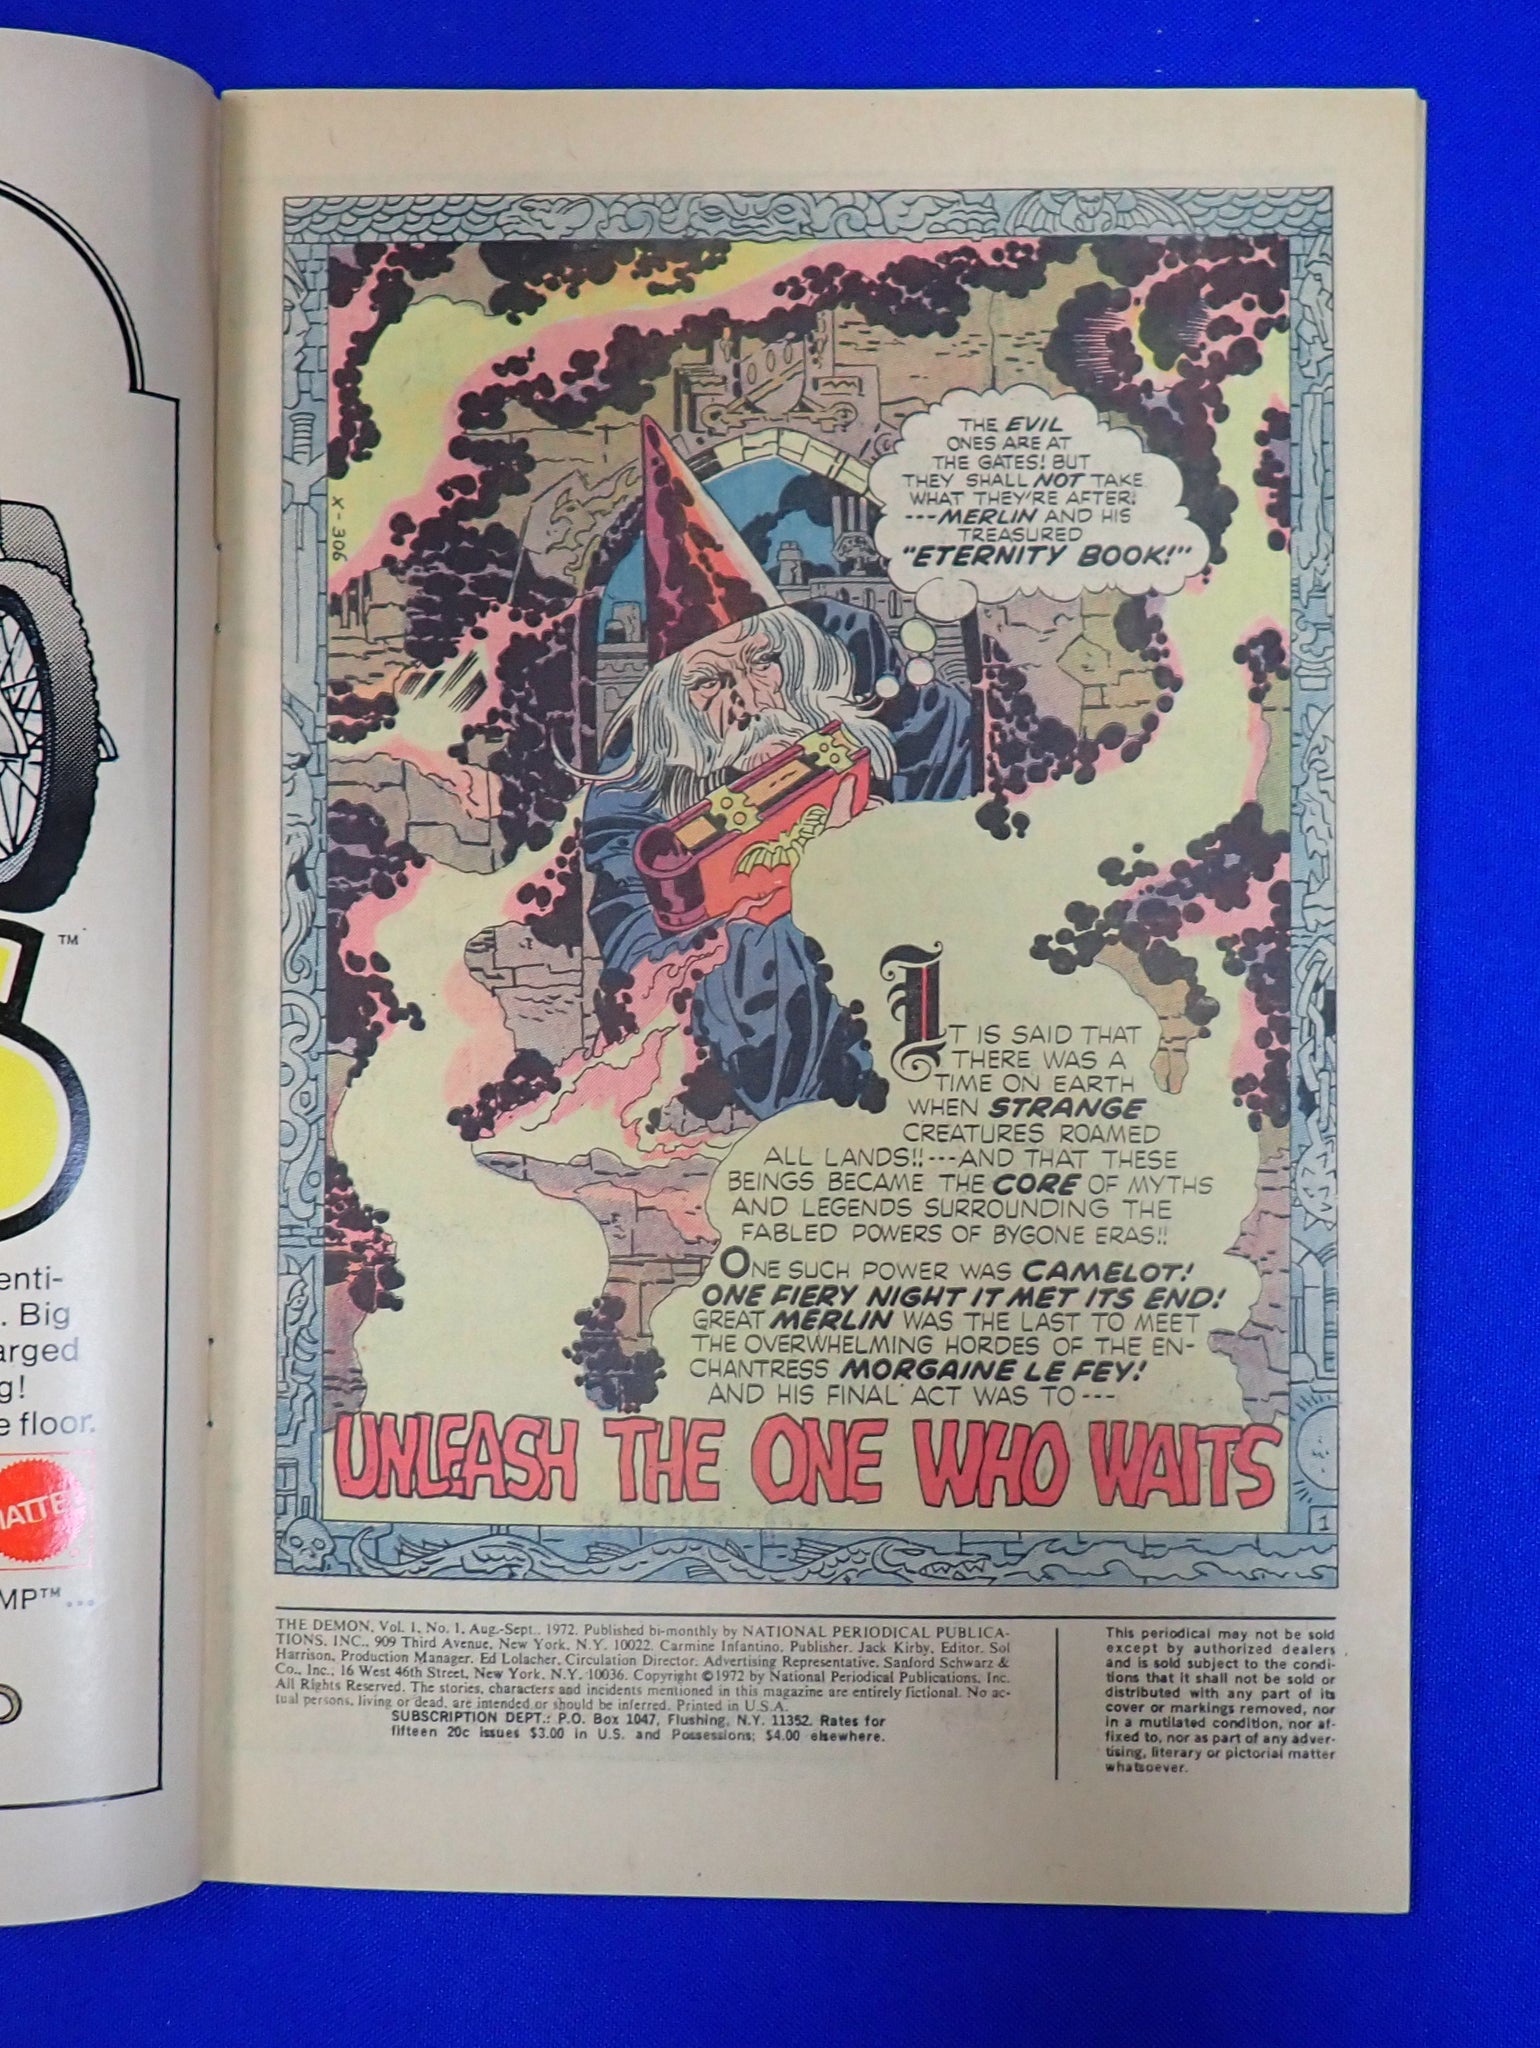 TM
enti-
. Big
arged
g!
e floor.
MATTE
MP™...
X-306
THE EVIL
ONES ARE AT
THE GATES! BUT
THEY SHALL NOT TAKE
WHAT THEY'RE AFTER!
---MERLIN AND HIS
TREASURED
"ETERNITY BOOK!"
IT IS SAID THAT
THERE WAS A
TIME ON EARTH
WHEN STRANGE
CREATURES ROAMED
ALL LANDS!!---AND THAT THESE
BEINGS BECAME THE CORE OF MYTHS
AND LEGENDS SURROUNDING THE
FABLED POWERS OF BYGONE ERAS!!
ONE SUCH POWER WAS CAMELOT!
ONE FIERY NIGHT IT MET ITS END!
GREAT MERLIN WAS THE LAST TO MEET
THE OVERWHELMING HORDES OF THE EN-
CHANTRESS MORGAINE LE FEY!
AND HIS FINAL ACT WAS TO---
UNLEASH THE ONE WHO WAITS
1
THE DEMON, Vol. 1, No. 1, Aug.-Sept., 1972. Published bi-monthly by NATIONAL PERIODICAL PUBLICA-
TIONS, INC., 909 Third Avenue, New York, N.Y. 10022. Carmine Infantino, Publisher. Jack Kirby, Editor. Sol
Harrison, Production Manager. Ed Lolacher, Circulation Director. Advertising Representative, Sanford Schwarz &
Co., Inc., 16 West 46th Street, New York, N.Y. 10036. Copyright ©1972 by National Periodical Publications, Inc.
All Rights Reserved. The stories, characters and incidents mentioned in this magazine are entirely fictional. No ac-
tual persons, living or dead, are intended or should be inferred. Printed in U.S.A.
SUBSCRIPTION DEPT.: P.O. Box 1047, Flushing, N.Y. 11352. Rates for
fifteen 20c issues $3.00 in U.S. and Possessions; $4.00 elsewhere.
This periodical may not be sold
except by authorized dealers
and is sold subject to the condi-
tions that it shall not be sold or
distributed with any part of its
cover or markings removed, nor
in a mutilated condition, nor af-
fixed to, nor as part of any adver-
tising, literary or pictorial matter
whatsoever.